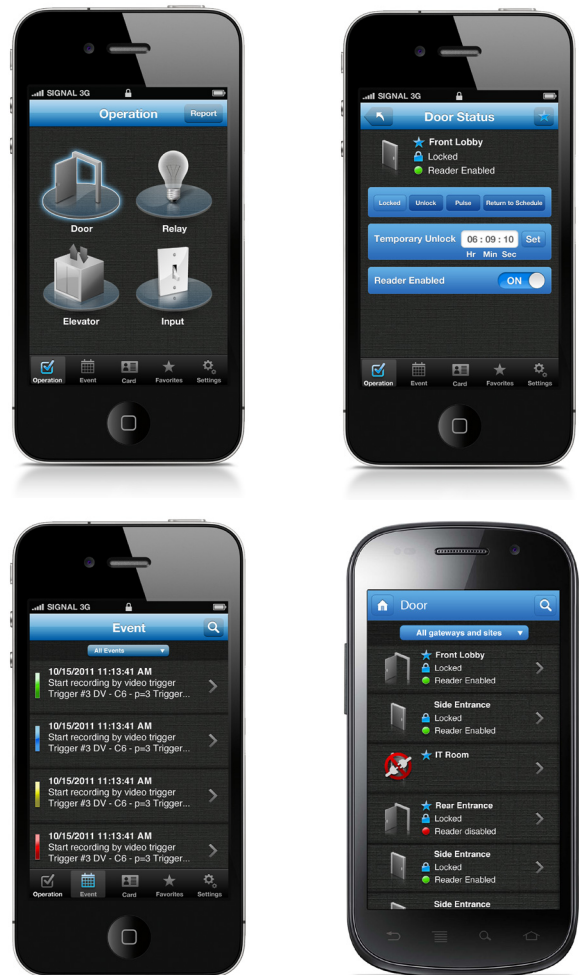 SIGNAL 3G
Operation
Report
Door
Relay
Elevator
Input
Operation Event Card Favorites Settings
SIGNAL 3G
Door Status
Front Lobby
Locked
Reader Enabled
Locked Unlock Pulse Return to Schedule
Temporary Unlock 06 : 09 : 10 Set
Hr Min Sec
Reader Enabled ON
Operation Event Card Favorites Settings
SIGNAL 3G
Event
All Events
10/15/2011 11:13:41 AM
Start recording by video trigger
Trigger #3 DV - C6 - p=3 Trigger...
10/15/2011 11:13:41 AM
Start recording by video trigger
Trigger #3 DV - C6 - p=3 Trigger...
10/15/2011 11:13:41 AM
Start recording by video trigger
Trigger #3 DV - C6 - p=3 Trigger...
10/15/2011 11:13:41 AM
Start recording by video trigger
Trigger #3 DV - C6 - p=3 Trigger...
Operation Event Card Favorites Settings
Door
All gateways and sites
Front Lobby
Locked
Reader Enabled
Side Entrance
Locked
Reader Enabled
IT Room
Rear Entrance
Locked
Reader disabled
Side Entrance
Locked
Reader Enabled
Side Entrance